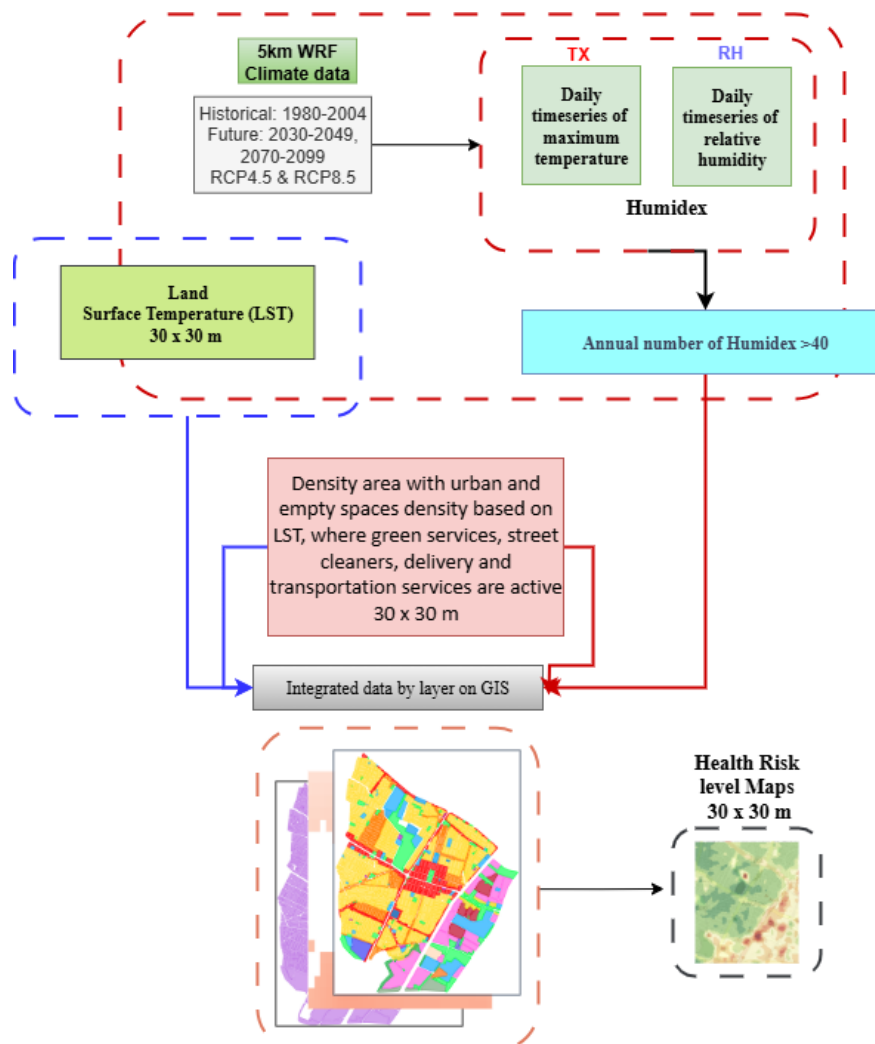 5km WRF
Climate data
Historical: 1980-2004
Future: 2030-2049,
2070-2099
RCP4.5 & RCP8.5
TX
RH
Daily
timeseries of
maximum
temperature
Daily
timeseries of
relative
humidity
Humidex
Land
Surface Temperature (LST)
30 x 30 m
Annual number of Humidex >40
Density area with urban and
empty spaces density based on
LST, where green services, street
cleaners, delivery and
transportation services are active
30 x 30 m
Integrated data by layer on GIS
Health Risk
level Maps
30 x 30 m